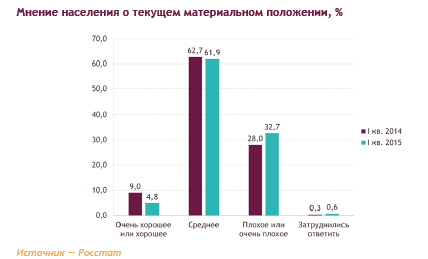 Мнение населения о текущем материальном положении, %
70,0
60,0
50,0
40,0
30,0
20,0
10,0
0,0
62,7 61,9
28,0 32,7
9,0 4,8
0,3 0,6
I кв. 2014
I кв. 2015
Очень хорошее или хорошее
Среднее
Плохое или очень плохое
Затруднились ответить
Источник — Росстат